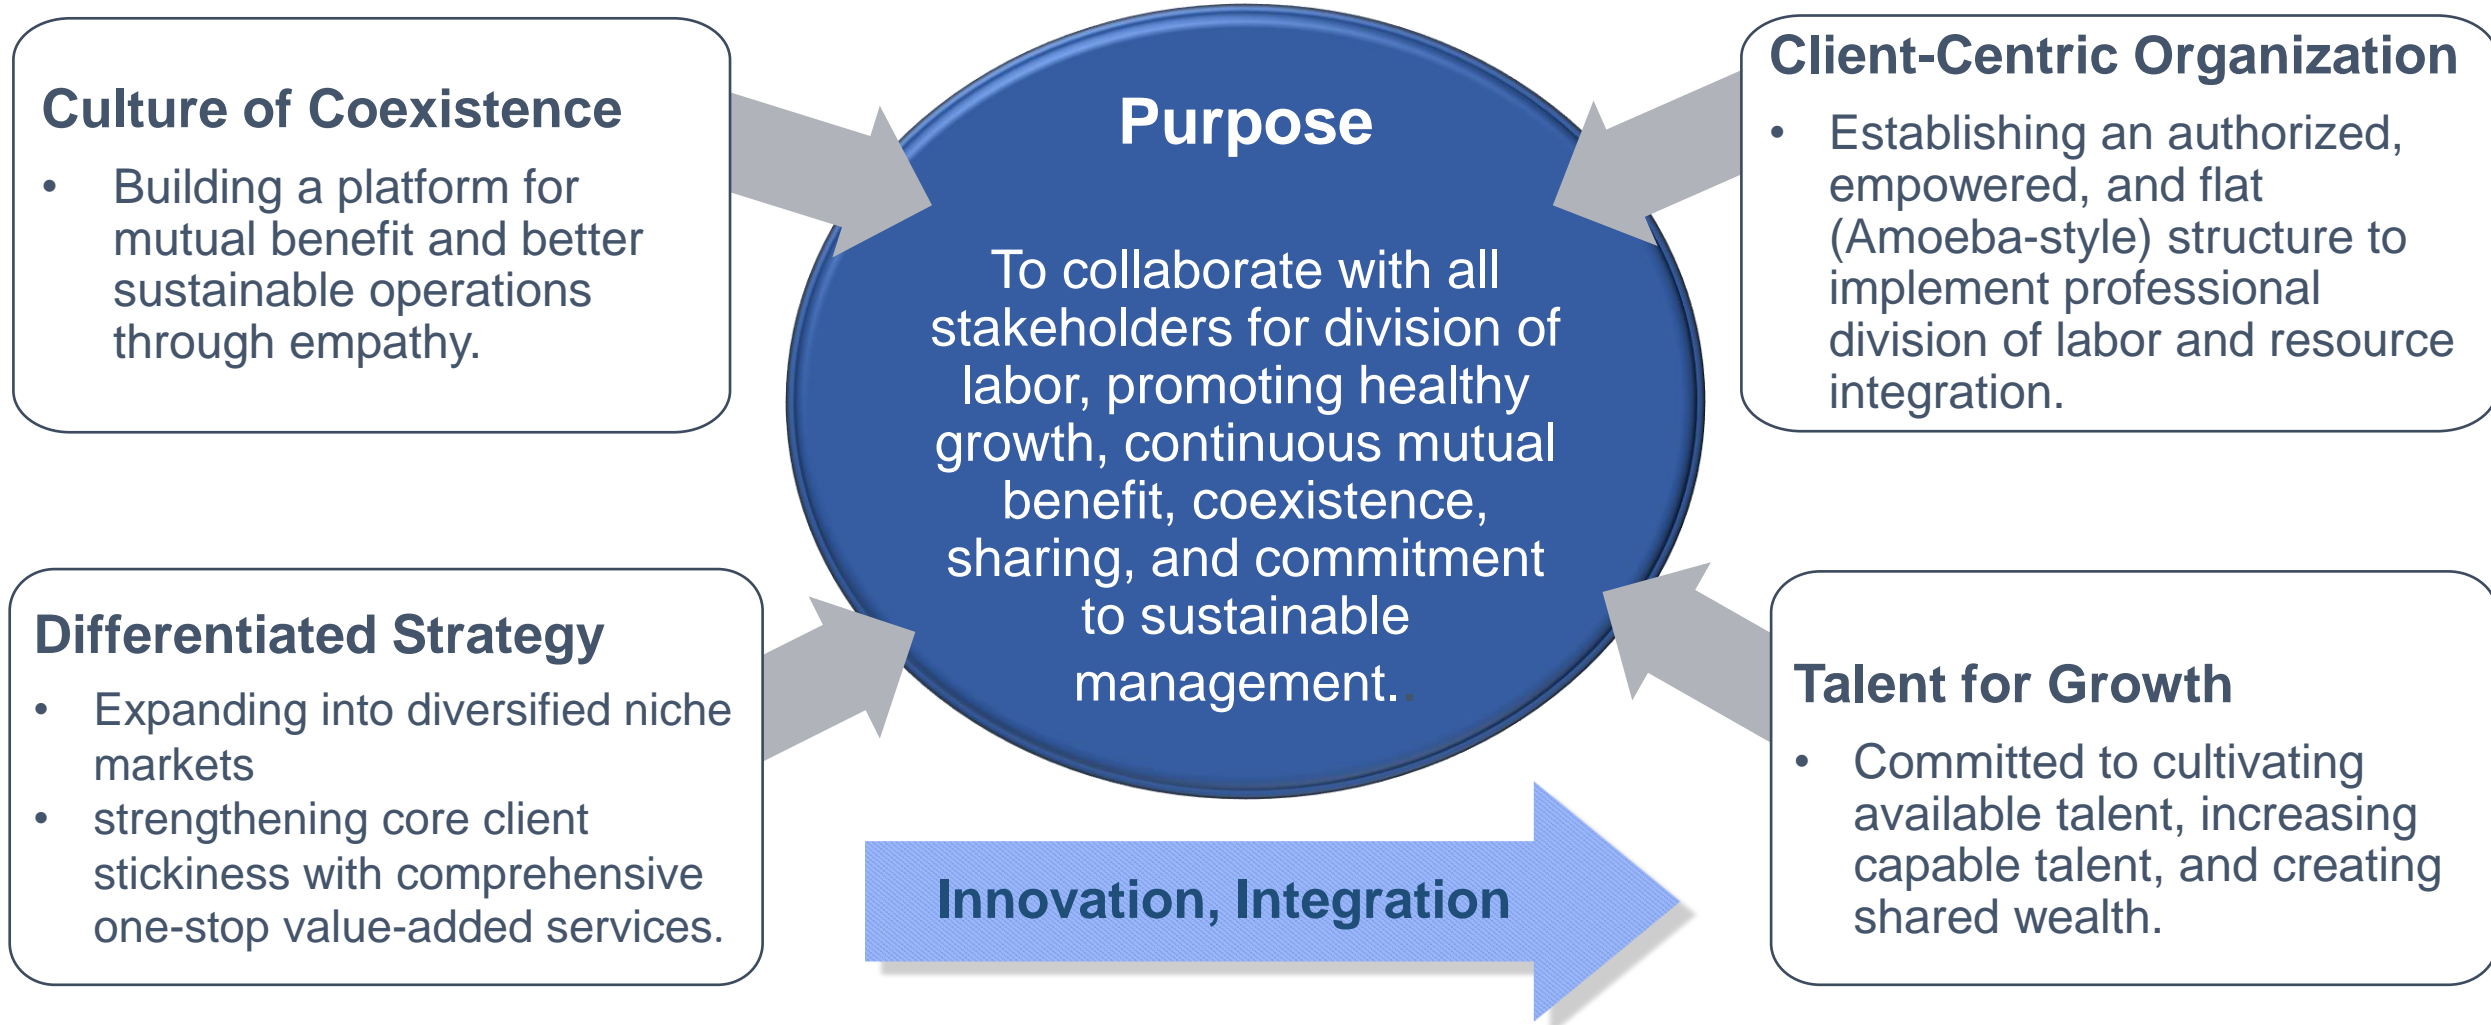 Culture of Coexistence
• Building a platform for
mutual benefit and better
sustainable operations
through empathy.
Purpose
To collaborate with all
stakeholders for division of
labor, promoting healthy
growth, continuous mutual
benefit, coexistence,
sharing, and commitment
to sustainable
management..
Client-Centric Organization
• Establishing an authorized,
empowered, and flat
(Amoeba-style) structure to
implement professional
division of labor and resource
integration.
Differentiated Strategy
• Expanding into diversified niche
markets
• strengthening core client
stickiness with comprehensive
one-stop value-added services.
Innovation, Integration
Talent for Growth
• Committed to cultivating
available talent, increasing
capable talent, and creating
shared wealth.